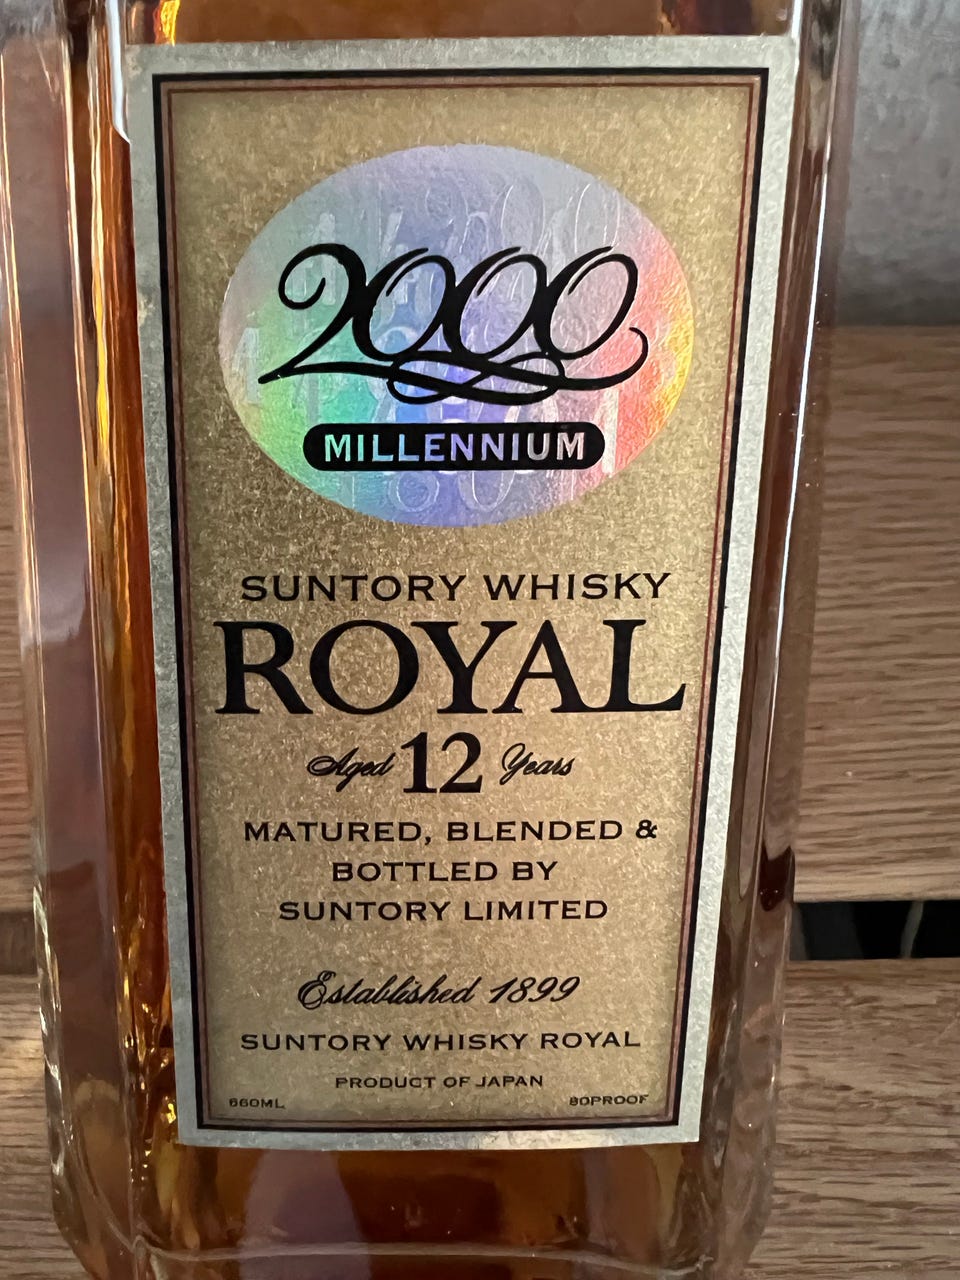 2000
MILLENNIUM
SUNTORY WHISKY
ROYAL
Aged 12 Years
MATURED, BLENDED &
BOTTLED BY
SUNTORY LIMITED
Established 1899
SUNTORY WHISKY ROYAL
PRODUCT OF JAPAN
660ML 80PROOF